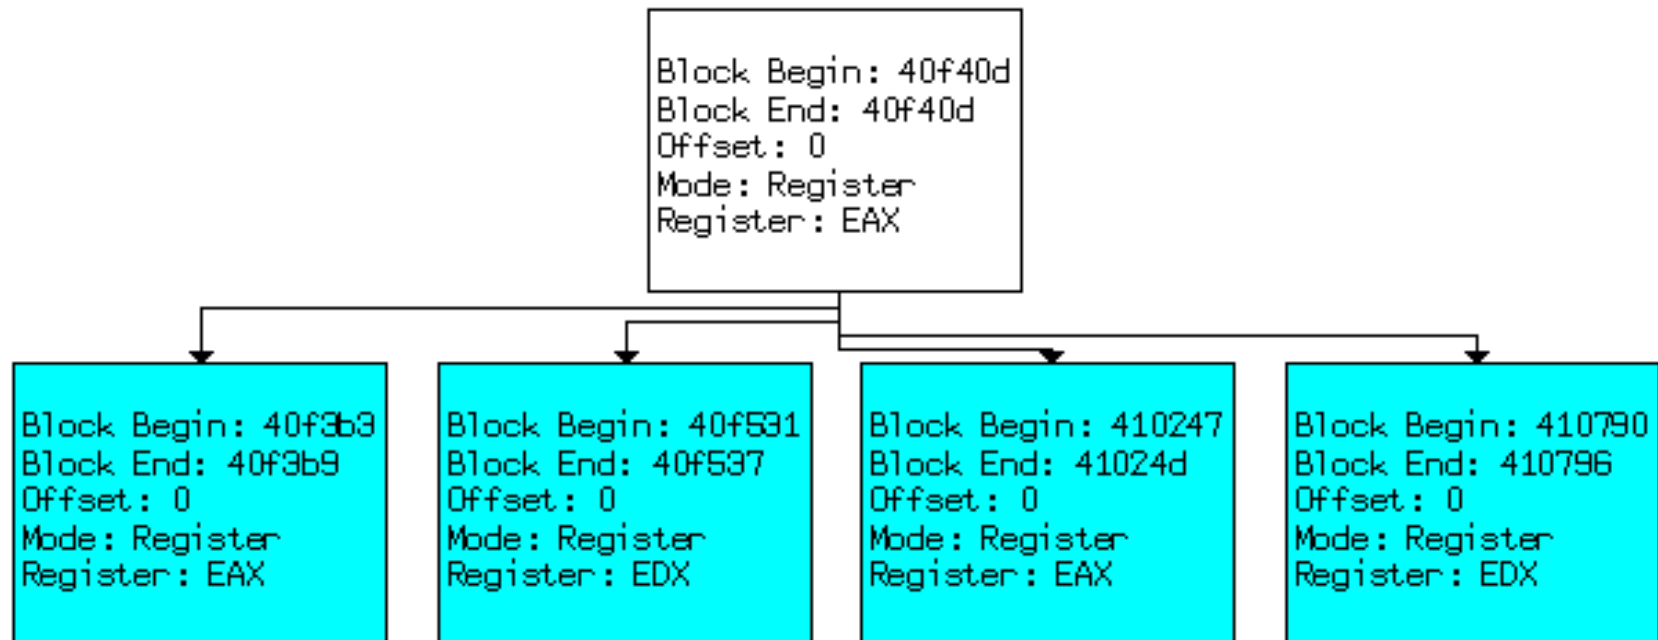 Block Begin: 40f40d
Block End: 40f40d
Offset: 0
Mode: Register
Register: EAX
Block Begin: 40f3b3
Block End: 40f3b9
Offset: 0
Mode: Register
Register: EAX
Block Begin: 40f531
Block End: 40f537
Offset: 0
Mode: Register
Register: EDX
Block Begin: 410247
Block End: 41024d
Offset: 0
Mode: Register
Register: EAX
Block Begin: 410790
Block End: 410796
Offset: 0
Mode: Register
Register: EDX